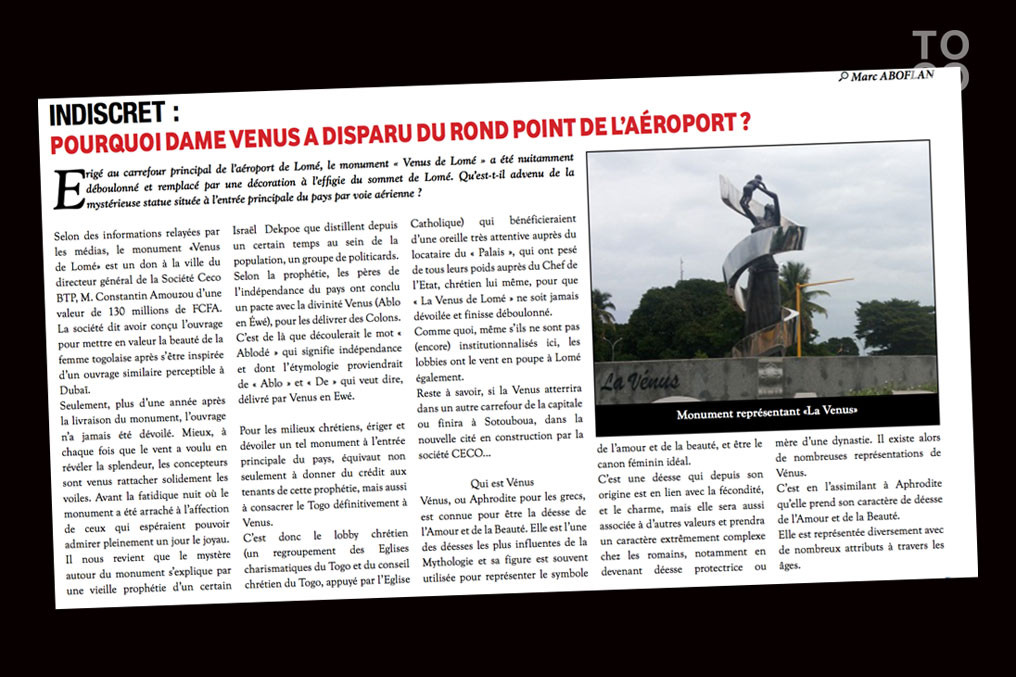 TO
GO
Marc ABOFLAN
INDISCRET :
POURQUOI DAME VENUS A DISPARU DU ROND POINT DE L'AÉROPORT ?
Erigé au carrefour principal de l'aéroport de Lomé, le monument « Venus de Lomé » a été nuitamment
déboulonné et remplacé par une décoration à l'effigie du sommet de Lomé. Qu'est-t-il advenu de la
mystérieuse statue située à l'entrée principale du pays par voie aérienne ?
Selon des informations relayées par
les médias, le monument «Venus
de Lomé» est un don à la ville du
directeur général de la Société Ceco
BTP, M. Constantin Amouzou d'une
valeur de 130 millions de FCFA.
La société dit avoir conçu l'ouvrage
pour mettre en valeur la beauté de la
femme togolaise après s'être inspirée
d'un ouvrage similaire perceptible à
Dubaï.
Seulement, plus d'une année après
la livraison du monument, l'ouvrage
n'a jamais été dévoilé. Mieux, à
chaque fois que le vent a voulu en
révéler la splendeur, les concepteurs
sont venus rattacher solidement les
voiles. Avant la fatidique nuit où le
monument a été arraché à l'affection
de ceux qui espéraient pouvoir
admirer pleinement un jour le joyau.
Il nous revient que le mystère
autour du monument s'explique par
une vieille prophétie d'un certain
Israël Dekpoe que distillent depuis
un certain temps au sein de la
population, un groupe de politicards.
Selon la prophétie, les pères de
l'indépendance du pays ont conclu
un pacte avec la divinité Venus (Ablo
en Éwé), pour les délivrer des Colons.
C'est de là que découlerait le mot «
Ablodé » qui signifie indépendance
et dont l'étymologie proviendrait
de « Ablo » et « De » qui veut dire,
délivré par Venus en Ewé.
Pour les milieux chrétiens, ériger et
dévoiler un tel monument à l'entrée
principale du pays, équivaut non
seulement à donner du crédit aux
tenants de cette prophétie, mais aussi
à consacrer le Togo définitivement à
Venus.
C'est donc le lobby chrétien
(un regroupement des Eglises
charismatiques du Togo et du conseil
chrétien du Togo, appuyé par l'Eglise
Catholique) qui bénéficieraient
d'une oreille très attentive auprès du
locataire du « Palais », qui ont pesé
de tous leurs poids auprès du Chef de
l'Etat, chrétien lui même, pour que
« La Venus de Lomé » ne soit jamais
dévoilée et finisse déboulonné.
Comme quoi, même s'ils ne sont pas
(encore) institutionnalisés ici, les
lobbies ont le vent en poupe à Lomé
également.
Reste à savoir, si la Venus atterrira
dans un autre carrefour de la capitale
ou finira à Sotouboua, dans la
nouvelle cité en construction par la
société CECO...
Qui est Vénus
Vénus, ou Aphrodite pour les grecs,
est connue pour être la déesse de
l'Amour et de la Beauté. Elle est l'une
des déesses les plus influentes de la
Mythologie et sa figure est souvent
utilisée pour représenter le symbole
La Vénus
Monument représentant «La Venus»
de l'amour et de la beauté, et être le
canon féminin idéal.
C'est une déesse qui depuis son
origine est en lien avec la fécondité,
et le charme, mais elle sera aussi
associée à d'autres valeurs et prendra
un caractère extrêmement complexe
chez les romains, notamment en
devenant déesse protectrice ou
mère d'une dynastie. Il existe alors
de nombreuses représentations de
Vénus.
C'est en l'assimilant à Aphrodite
qu'elle prend son caractère de déesse
de l'Amour et de la Beauté.
Elle est représentée diversement avec
de nombreux attributs à travers les
âges.